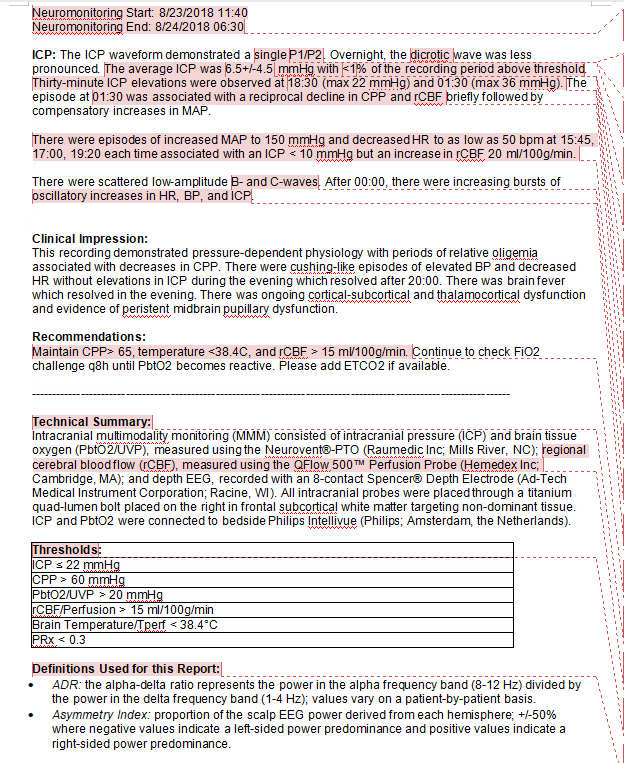 Neuromonitoring Start: 8/23/2018 11:40
Neuromonitoring End: 8/24/2018 06:30
ICP: The ICP waveform demonstrated a single P1/P2. Overnight, the dicrotic wave was less
pronounced. The average ICP was 6.5+/-4.5 mmHg with <1% of the recording period above threshold.
Thirty-minute ICP elevations were observed at 18:30 (max 22 mmHg) and 01:30 (max 36 mmHg). The
episode at 01:30 was associated with a reciprocal decline in CPP and rCBF briefly followed by
compensatory increases in MAP.
There were episodes of increased MAP to 150 mmHg and decreased HR to as low as 50 bpm at 15:45,
17:00, 19:20 each time associated with an ICP < 10 mmHg but an increase in rCBF 20 ml/100g/min.
There were scattered low-amplitude B- and C-waves. After 00:00, there were increasing bursts of
oscillatory increases in HR, BP, and ICP.
Clinical Impression:
This recording demonstrated pressure-dependent physiology with periods of relative oligemia
associated with decreases in CPP. There were cushing-like episodes of elevated BP and decreased
HR without elevations in ICP during the evening which resolved after 20:00. There was brain fever
which resolved in the evening. There was ongoing cortical-subcortical and thalamocortical dysfunction
and evidence of peristent midbrain pupillary dysfunction.
Recommendations:
Maintain CPP> 65, temperature <38.4C, and rCBF > 15 ml/100g/min. Continue to check FiO2
challenge q8h until PbtO2 becomes reactive. Please add ETCO2 if available.
Technical Summary:
Intracranial multimodality monitoring (MMM) consisted of intracranial pressure (ICP) and brain tissue
oxygen (PbtO2/UVP), measured using the Neurovent®-PTO (Raumedic Inc; Mills River, NC); regional
cerebral blood flow (rCBF), measured using the QFlow 500™ Perfusion Probe (Hemedex Inc;
Cambridge, MA); and depth EEG, recorded with an 8-contact Spencer® Depth Electrode (Ad-Tech
Medical Instrument Corporation; Racine, WI). All intracranial probes were placed through a titanium
quad-lumen bolt placed on the right in frontal subcortical white matter targeting non-dominant tissue.
ICP and PbtO2 were connected to bedside Philips Intellivue (Philips; Amsterdam, the Netherlands).
Thresholds:
ICP ≤ 22 mmHg
CPP > 60 mmHg
PbtO2/UVP > 20 mmHg
rCBF/Perfusion > 15 ml/100g/min
Brain Temperature/Tperf < 38.4°C
PRx < 0.3
Definitions Used for this Report:
• ADR: the alpha-delta ratio represents the power in the alpha frequency band (8-12 Hz) divided by
the power in the delta frequency band (1-4 Hz); values vary on a patient-by-patient basis.
• Asymmetry Index: proportion of the scalp EEG power derived from each hemisphere; +/-50%
where negative values indicate a left-sided power predominance and positive values indicate a
right-sided power predominance.